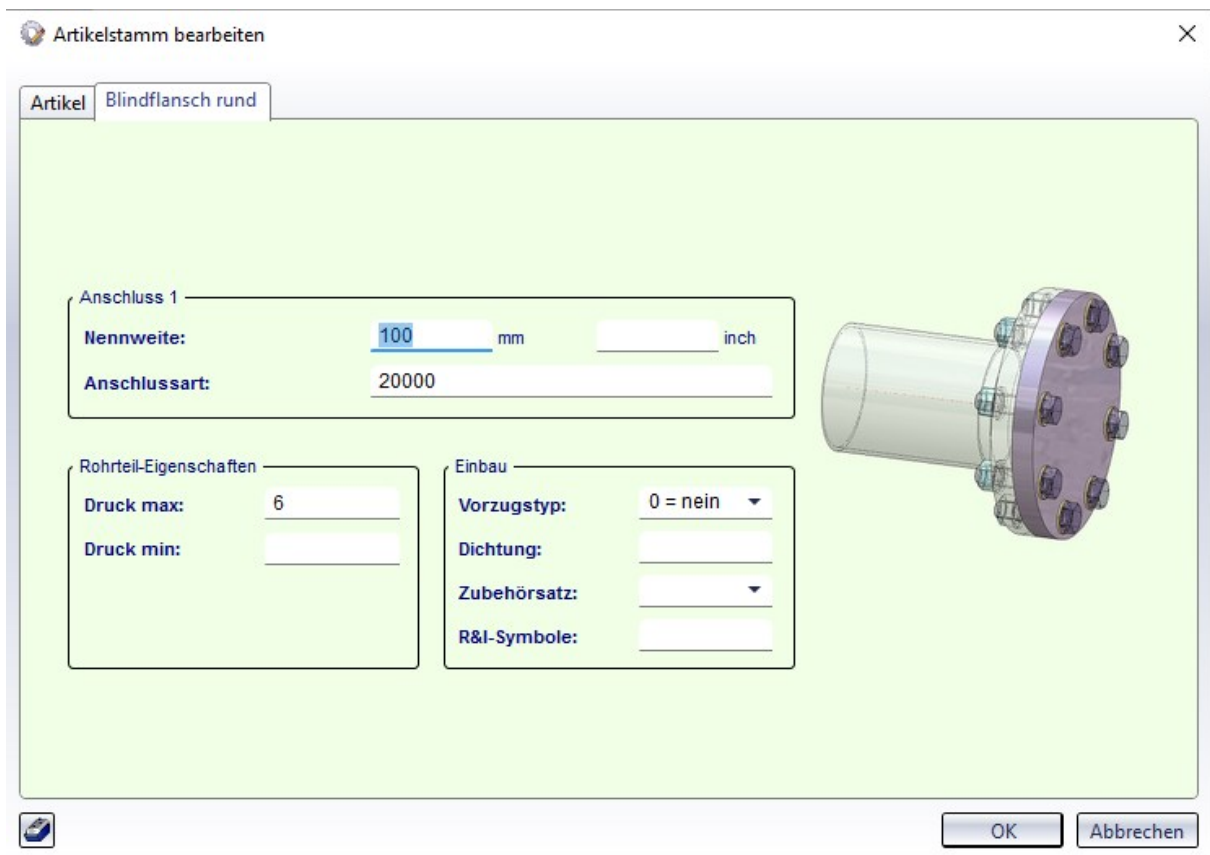 Artikelstamm bearbeiten
Artikel Blindflansch rund
Anschluss 1
Nennweite: 100 mm inch
Anschlussart: 20000
Rohrteil-Eigenschaften
Druck max: 6
Druck min:
Einbau
Vorzugstyp: 0 = nein
Dichtung:
Zubehörsatz:
R&I-Symbole:
OK Abbrechen